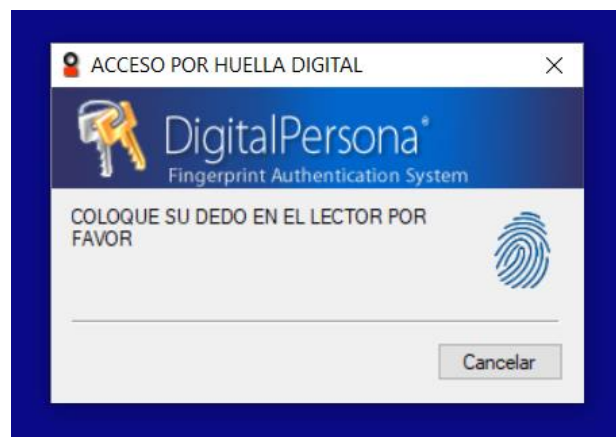 ACCESO POR HUELLA DIGITAL
DigitalPersona®
Fingerprint Authentication System
COLOQUE SU DEDO EN EL LECTOR POR
FAVOR
Cancelar